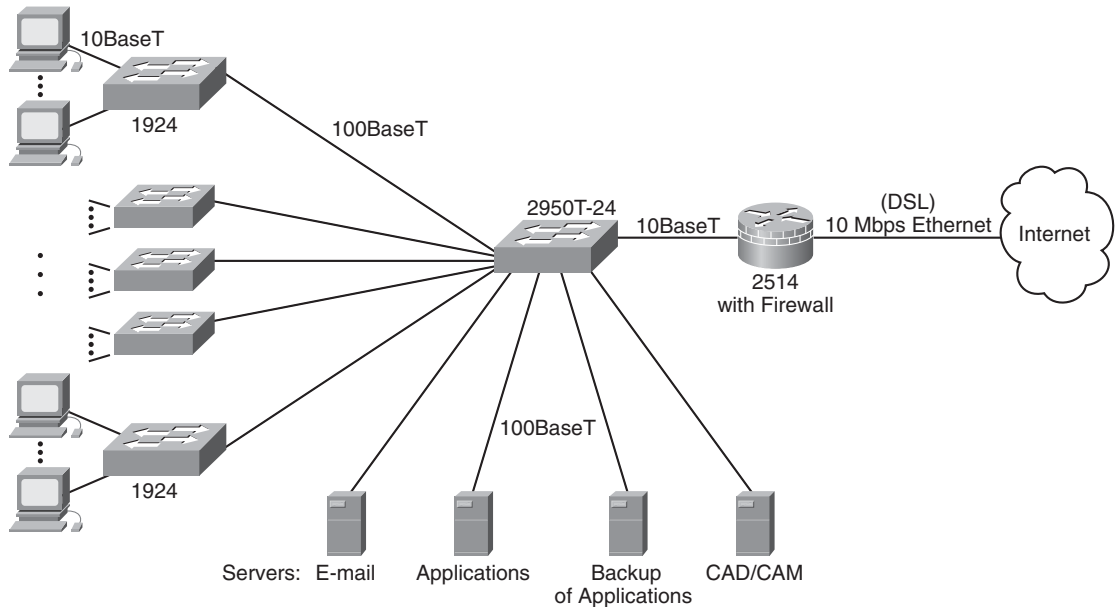 10BaseT
1924
100BaseT
2950T-24
10BaseT
2514
with Firewall
(DSL)
10 Mbps Ethernet
Internet
1924
100BaseT
Servers: E-mail Applications Backup CAD/CAM
of Applications